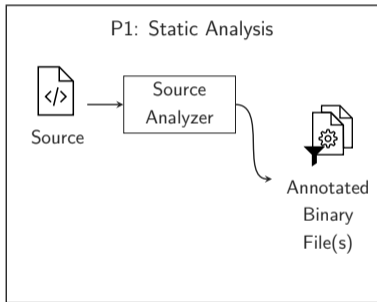 P1: Static Analysis
</>
Source
Source
Analyzer
Annotated
Binary
File(s)